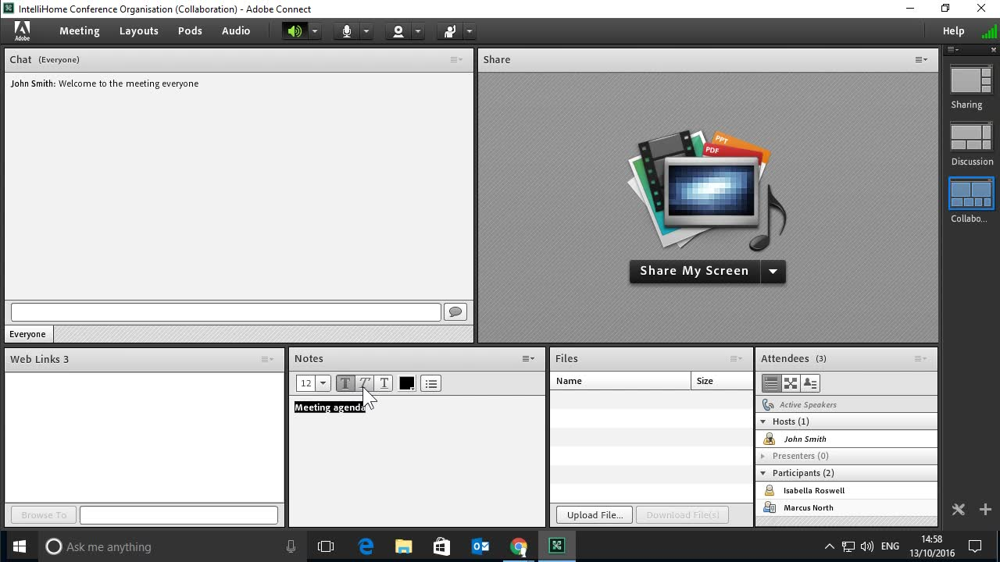 IntelliHome Conference Organisation (Collaboration) - Adobe Connect
Adobe
Meeting
Layouts
Pods
Audio
Help
Chat (Everyone)
John Smith: Welcome to the meeting everyone
Everyone
Share
PPT
PDF
Share My Screen
Sharing
Discussion
Collabo...
Web Links 3
Browse To
Notes
12
T T T
Meeting agenda
Files
Name Size
Upload File...
Download File(s)
Attendees (3)
Active Speakers
Hosts (1)
John Smith
Presenters (0)
Participants (2)
Isabella Roswell
Marcus North
Ask me anything
ENG
14:58
13/10/2016